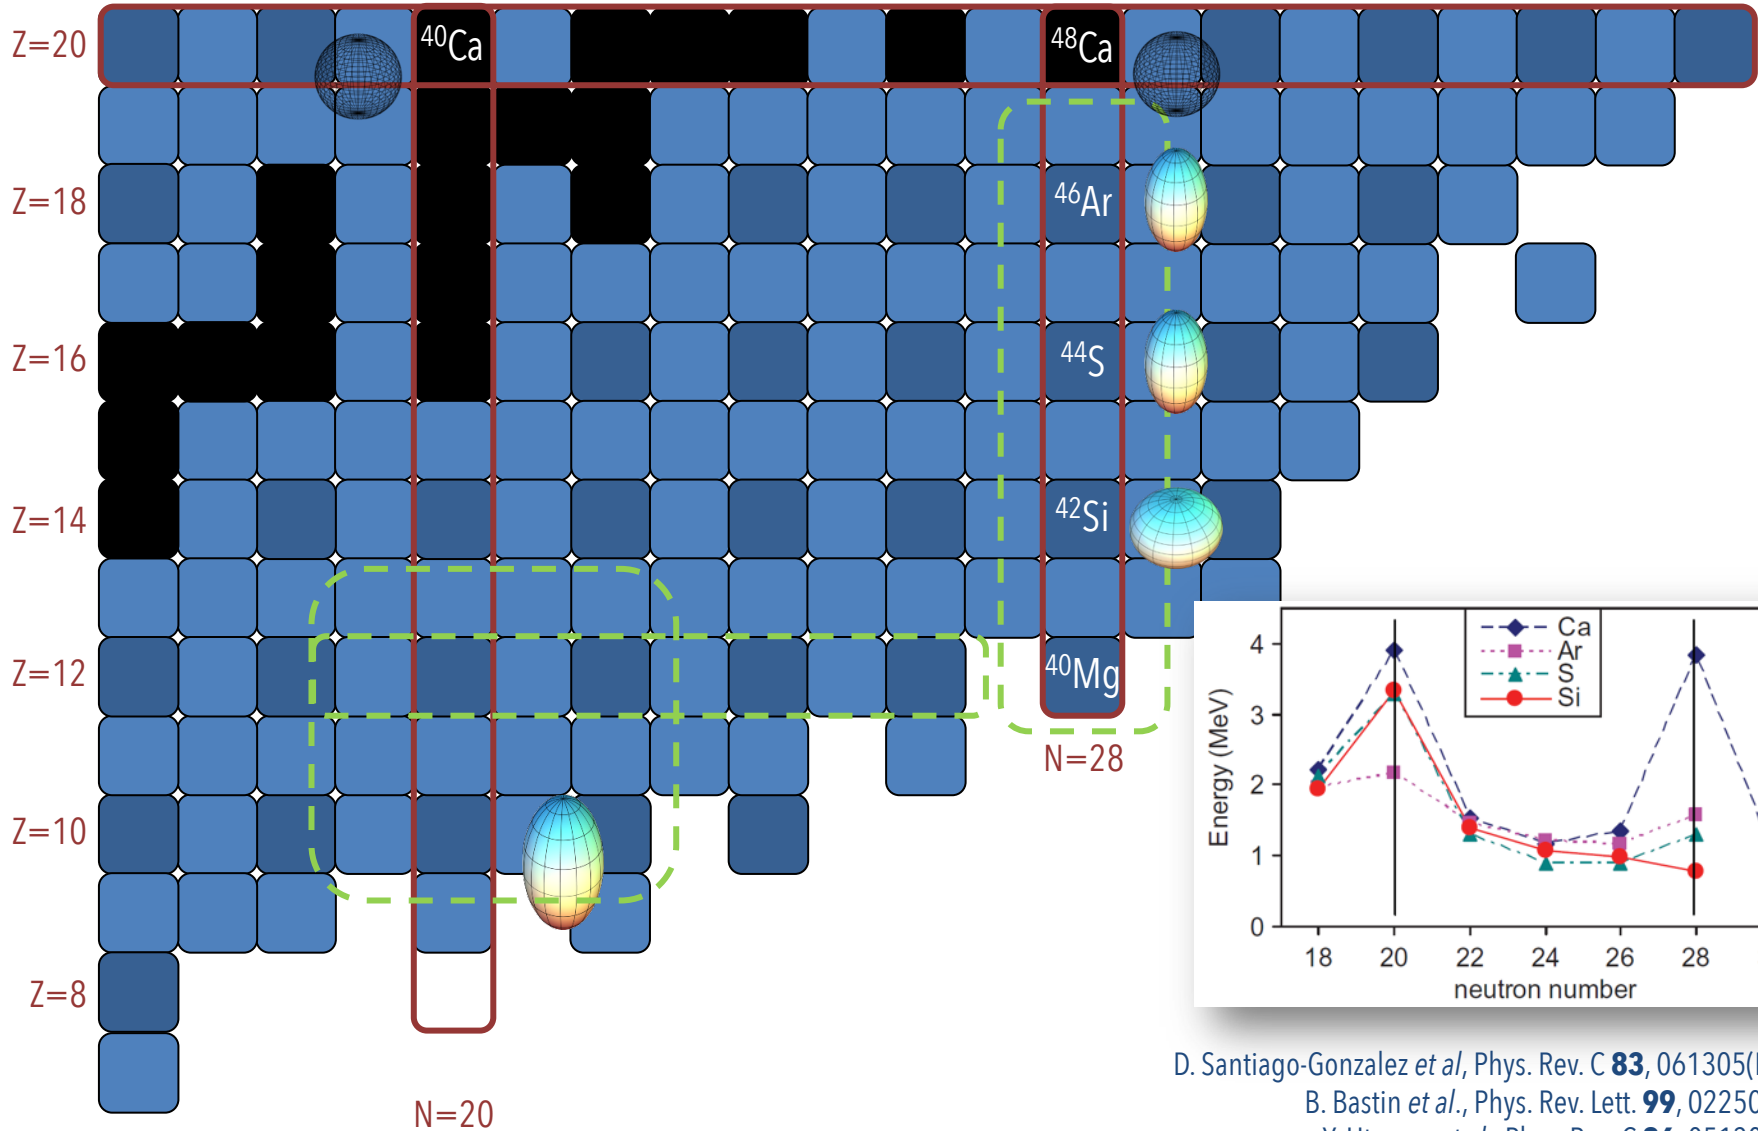 Z=20
⁴⁰Ca
⁴⁸Ca
Z=18
⁴⁶Ar
Z=16
⁴⁴S
Z=14
⁴²Si
Z=12
⁴⁰Mg
N=28
Z=10
Z=8
N=20
Ca
Ar
S
Si
Energy (MeV)
4
3
2
1
0
18 20 22 24 26 28
neutron number
D. Santiago-Gonzalez et al, Phys. Rev. C 83, 061305(
B. Bastin et al., Phys. Rev. Lett. 99, 02250